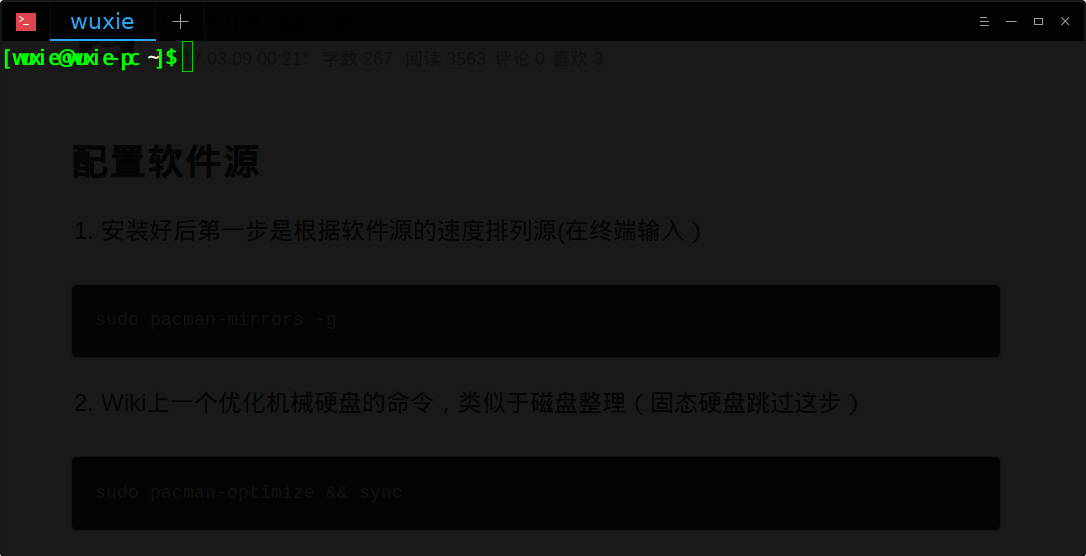 wuxie
[wuxie@wuxie-pc ~]$
17.03.09 00:21* 字数 267 阅读 3563 评论 0 喜欢 3
配置软件源
1. 安装好后第一步是根据软件源的速度排列源(在终端输入）
sudo pacman-mirrors -g
2. Wiki上一个优化机械硬盘的命令，类似于磁盘整理（固态硬盘跳过这步）
sudo pacman-optimize && sync